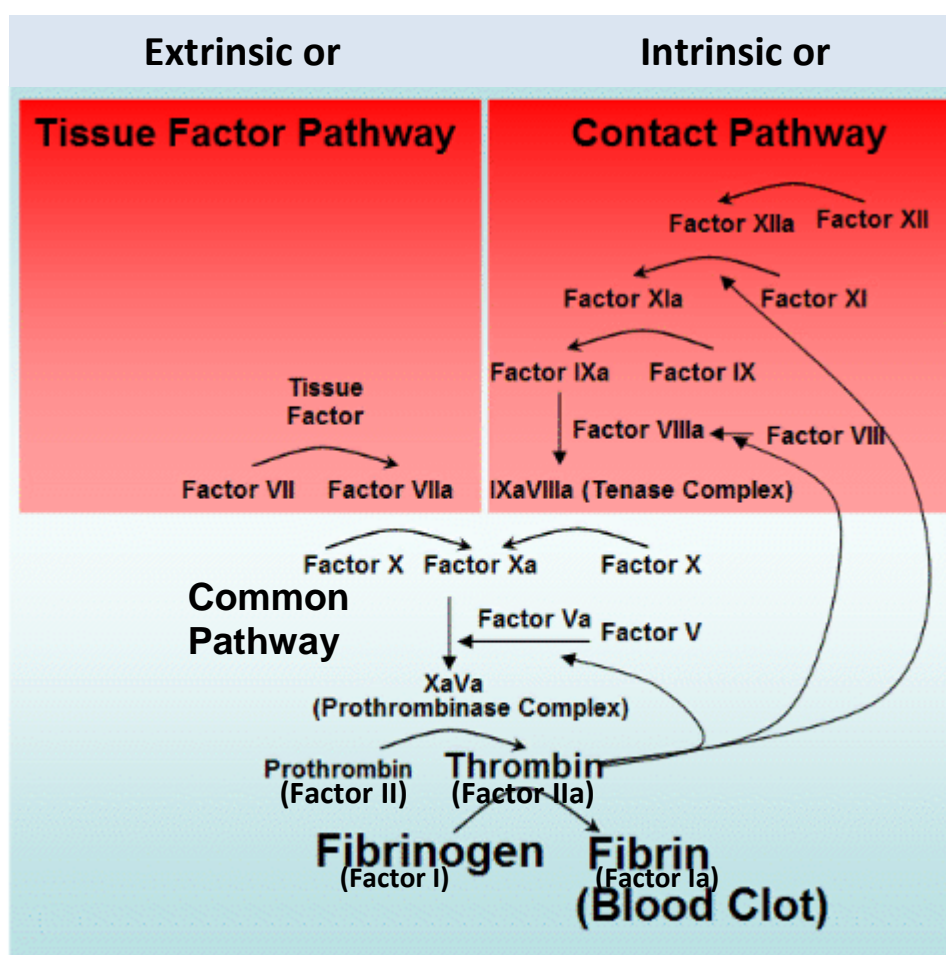 Extrinsic or
Intrinsic or
Tissue Factor Pathway
Contact Pathway
Factor XIIa
Factor XII
Factor XIa
Factor XI
Factor IXa
Factor IX
Tissue
Factor
Factor VIIIa
Factor VIII
Factor VII
Factor VIIa
IXaVIIIa (Tenase Complex)
Factor X
Factor Xa
Factor X
Common
Pathway
Factor Va
Factor V
XaVa
(Prothrombinase Complex)
Prothrombin
(Factor II)
Thrombin
(Factor IIa)
Fibrinogen
(Factor I)
Fibrin
(Factor Ia)
(Blood Clot)